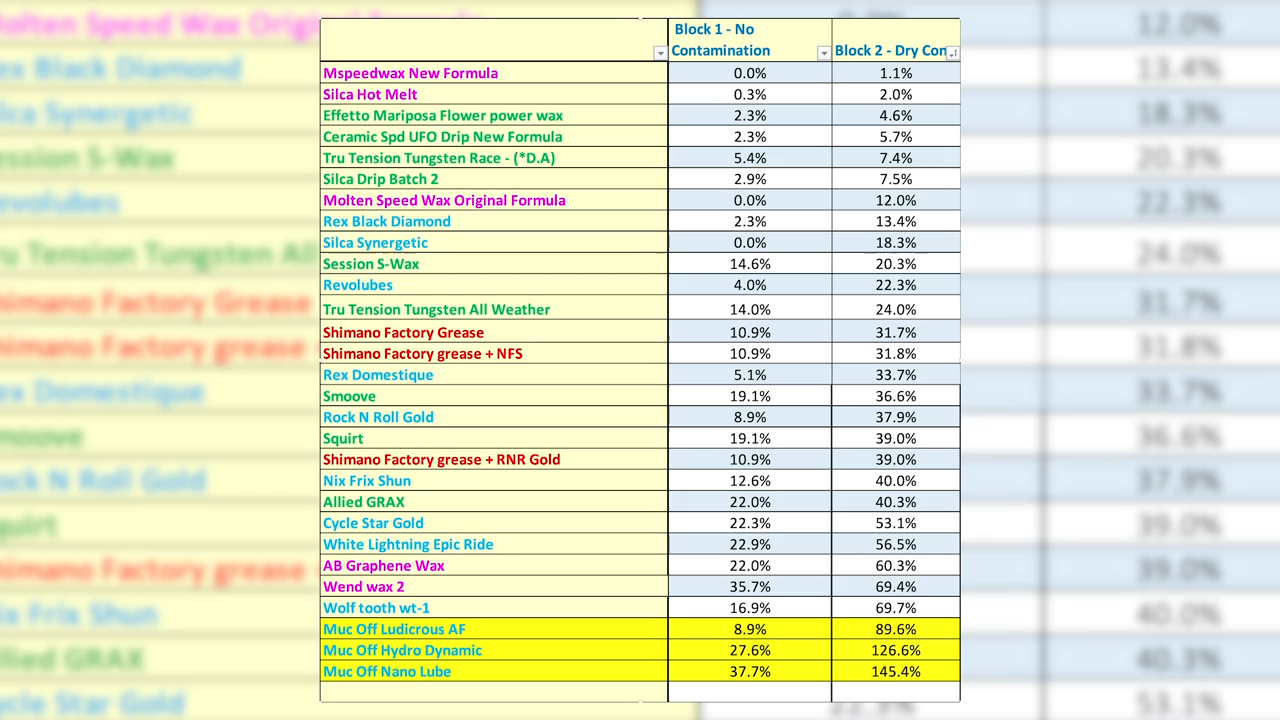 Block 1 - No
Contamination Block 2 - Dry Con
Mspeedwax New Formula 0.0% 1.1%
Silca Hot Melt 0.3% 2.0%
Effetto Mariposa Flower power wax 2.3% 4.6%
Ceramic Spd UFO Drip New Formula 2.3% 5.7%
Tru Tension Tungsten Race - (*D.A) 5.4% 7.4%
Silca Drip Batch 2 2.9% 7.5%
Molten Speed Wax Original Formula 0.0% 12.0%
Rex Black Diamond 2.3% 13.4%
Silca Synergetic 0.0% 18.3%
Session S-Wax 14.6% 20.3%
Revolubes 4.0% 22.3%
Tru Tension Tungsten All Weather 14.0% 24.0%
Shimano Factory Grease 10.9% 31.7%
Shimano Factory grease + NFS 10.9% 31.8%
Rex Domestique 5.1% 33.7%
Smoove 19.1% 36.6%
Rock N Roll Gold 8.9% 37.9%
Squirt 19.1% 39.0%
Shimano Factory grease + RNR Gold 10.9% 39.0%
Nix Frix Shun 12.6% 40.0%
Allied GRAX 22.0% 40.3%
Cycle Star Gold 22.3% 53.1%
White Lightning Epic Ride 22.9% 56.5%
AB Graphene Wax 22.0% 60.3%
Wend wax 2 35.7% 69.4%
Wolf tooth wt-1 16.9% 69.7%
Muc Off Ludicrous AF 8.9% 89.6%
Muc Off Hydro Dynamic 27.6% 126.6%
Muc Off Nano Lube 37.7% 145.4%